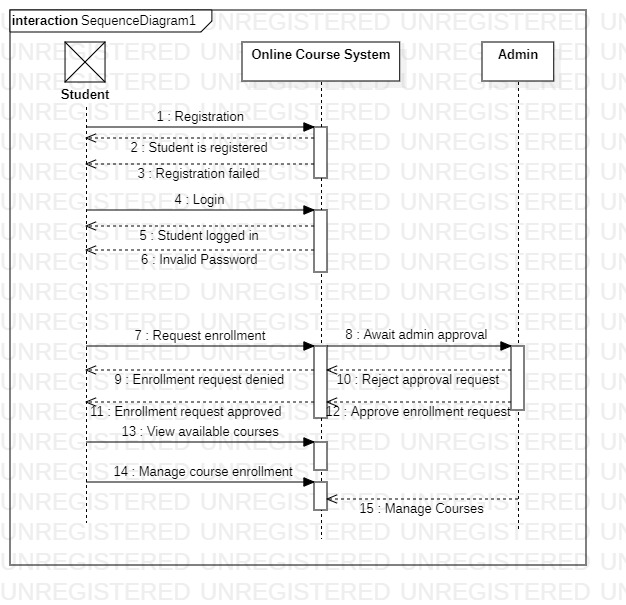 interaction SequenceDiagram1
Online Course System
Admin
Student
1 : Registration
2 : Student is registered
3 : Registration failed
4 : Login
5 : Student logged in
6 : Invalid Password
7 : Request enrollment
8 : Await admin approval
9 : Enrollment request denied
10 : Reject approval request
11 : Enrollment request approved
12 : Approve enrollment request
13 : View available courses
14 : Manage course enrollment
15 : Manage Courses
UNREGISTERED